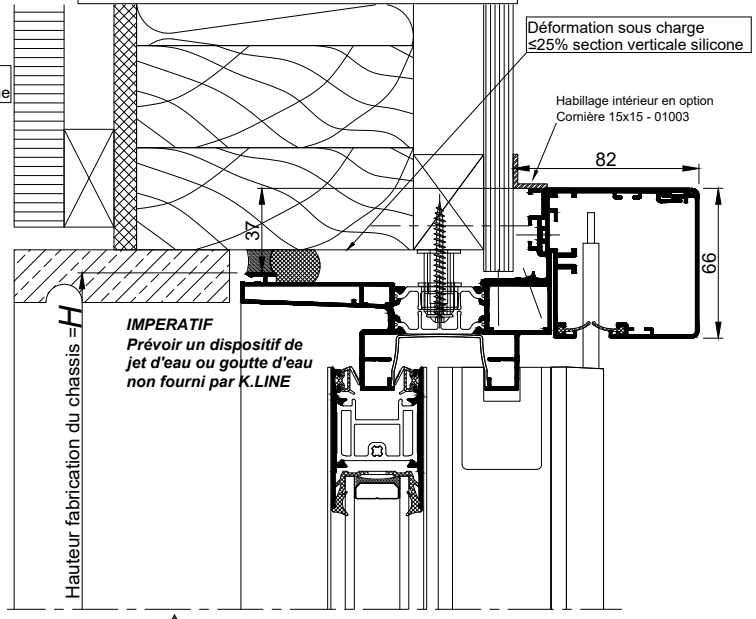 Déformation sous charge
≤25% section verticale silicone
Habillage intérieur en option
Cornière 15x15 - 01003
82
37
66
IMPERATIF
Prévoir un dispositif de
jet d'eau ou goutte d'eau
non fourni par K.LINE
Hauteur fabrication du chassis =H